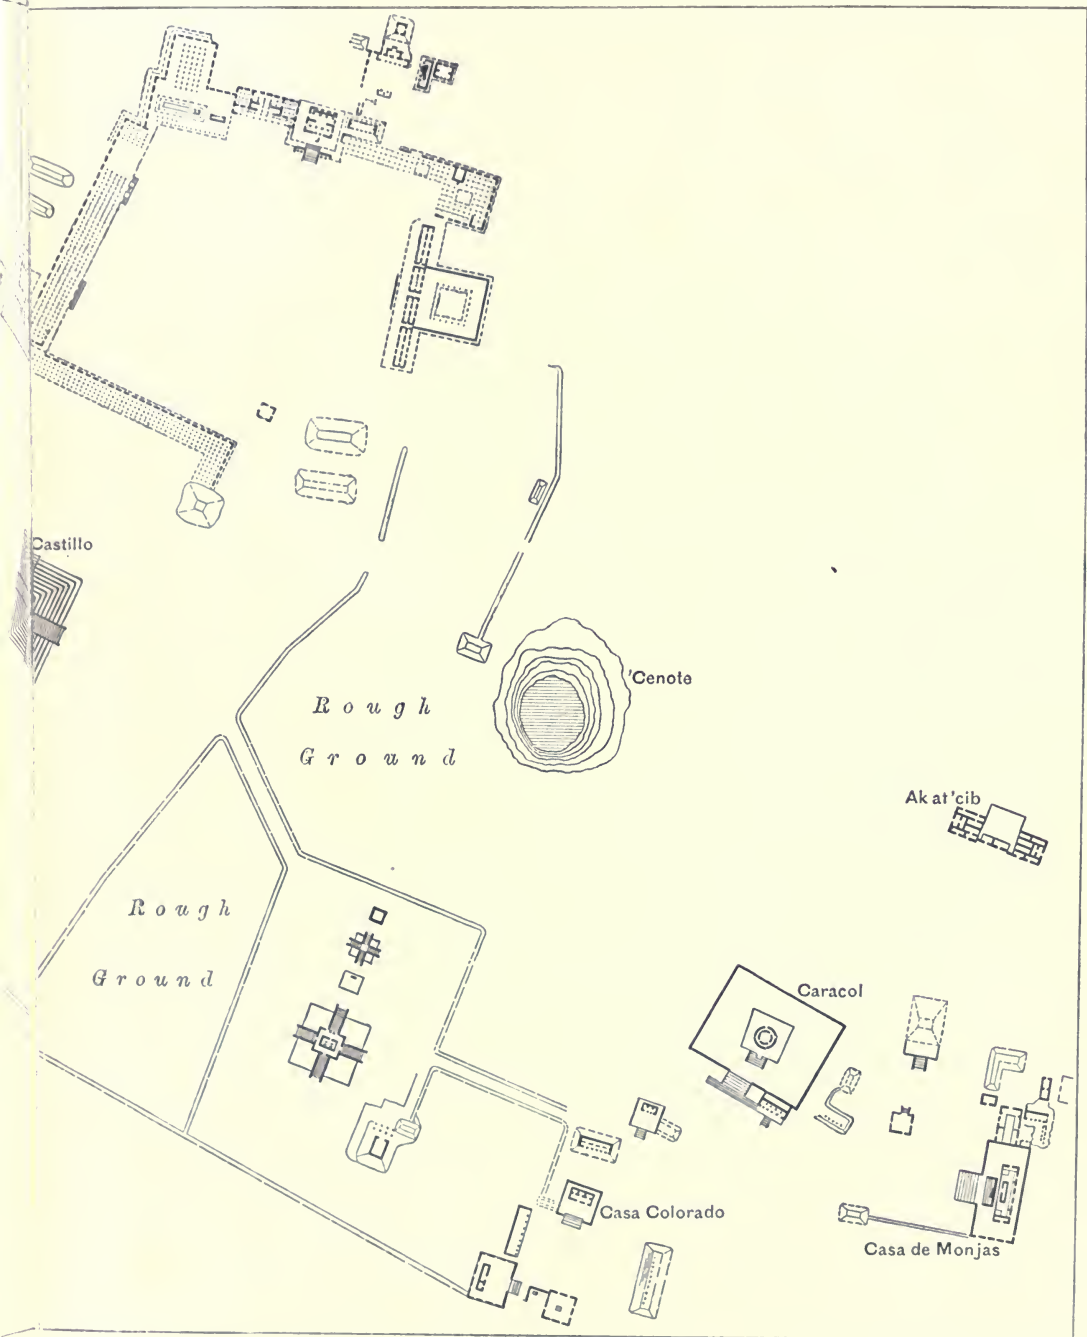 Castillo
'Cenote
Rough
Ground
Ak at'cib
Rough
Ground
Caracol
Casa Colorado
Casa de Monjas